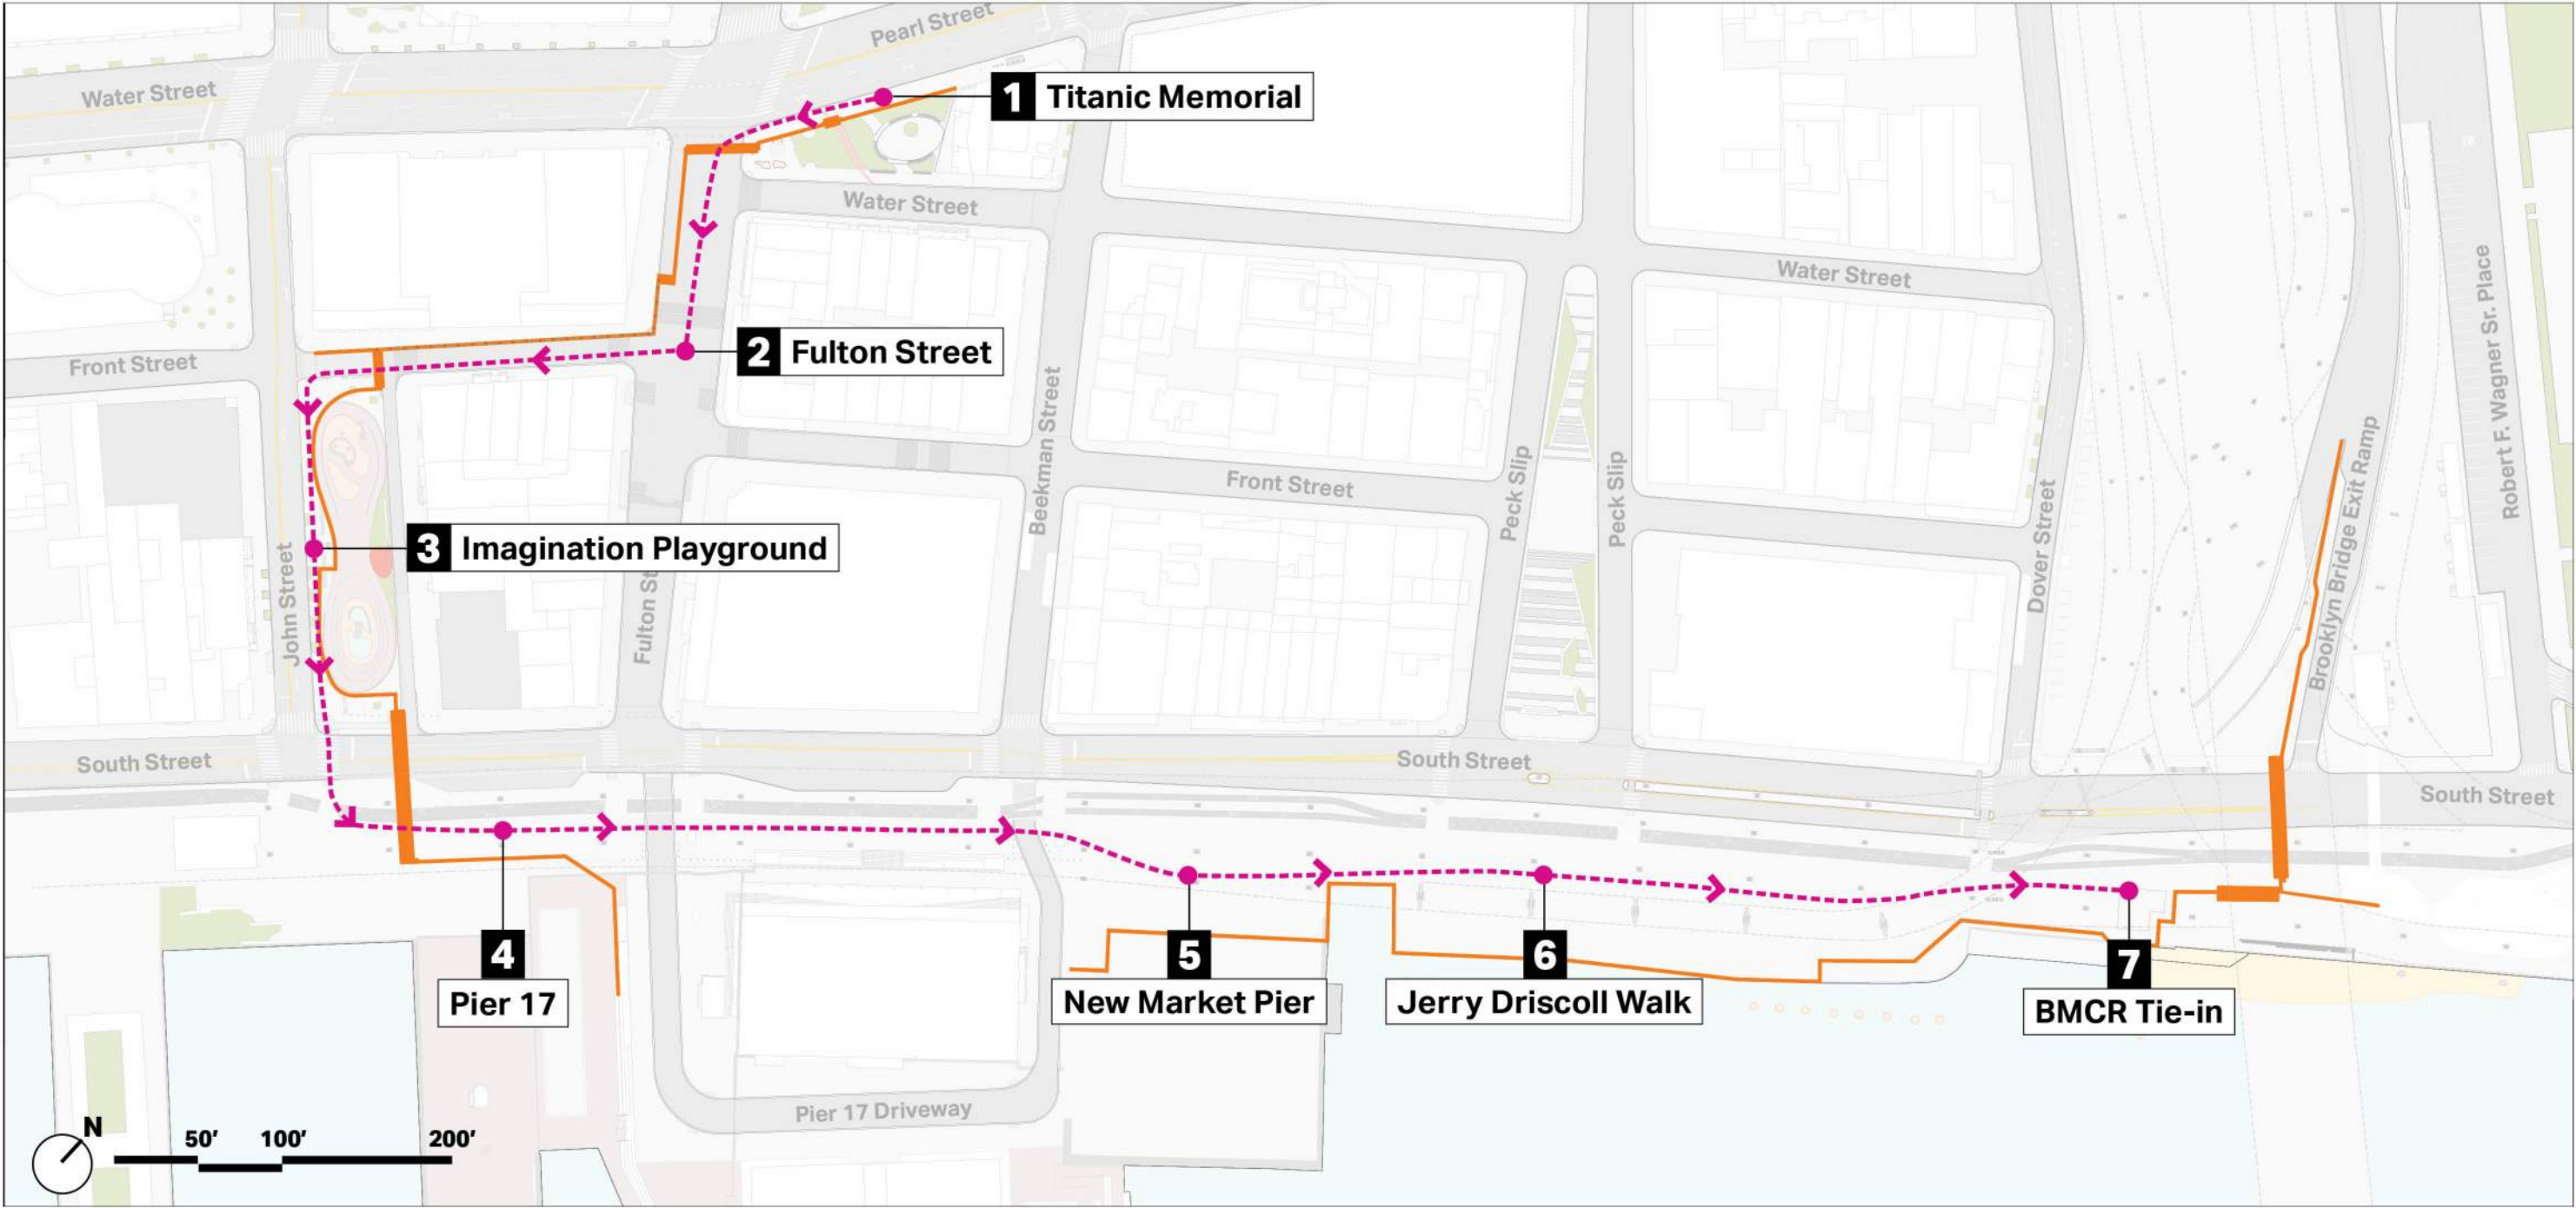 Pearl Street
Water Street
1 Titanic Memorial
Water Street
Water Street
2 Fulton Street
Front Street
Robert F. Wagner Sr. Place
Beekman Street
Front Street
Peck Slip
Peck Slip
Dover Street
Brooklyn Bridge Exit Ramp
3 Imagination Playground
John Street
Fulton St
South Street
South Street
South Street
4
Pier 17
5
New Market Pier
6
Jerry Driscoll Walk
7
BMCR Tie-in
Pier 17 Driveway
N
50' 100' 200'